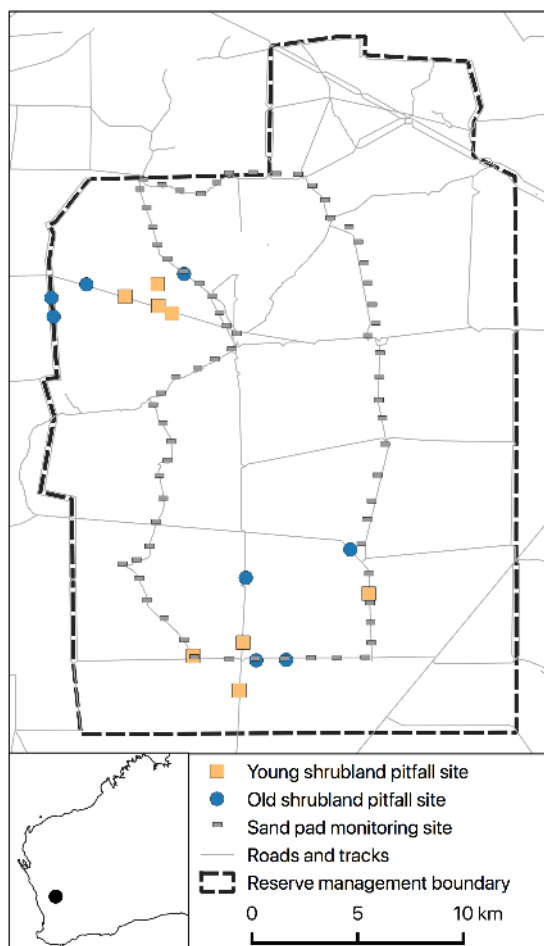 Young shrubland pitfall site
Old shrubland pitfall site
Sand pad monitoring site
Roads and tracks
Reserve management boundary
0 5 10 km